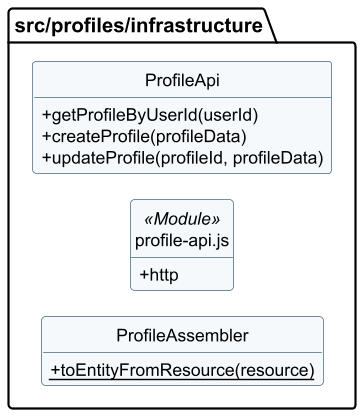 src/profiles/infrastructure
ProfileApi
+getProfileByUserId(userId)
+createProfile(profileData)
+updateProfile(profileId, profileData)
«Module»
profile-api.js
+http
ProfileAssembler
+toEntityFromResource(resource)